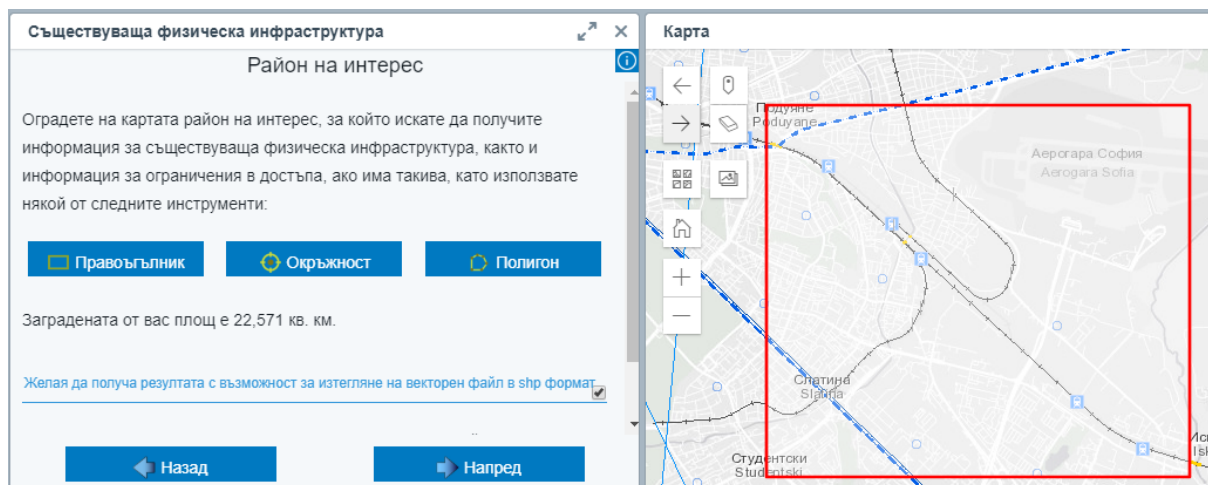 Съществуваща физическа инфраструктура
Район на интерес
Оградете на картата район на интерес, за който искате да получите
информация за съществуваща физическа инфраструктура, както и
информация за ограничения в достъпа, ако има такива, като използвате
някой от следните инструменти:
Правоъгълник
Окръжност
Полигон
Заградената от вас площ е 22,571 кв. км.
Желая да получа резултата с възможност за изтегляне на векторен файл в shp формат
Назад
Напред
Карта
Подуяне
Poduyane
Аерогара София
Aerogara Sofia
Слатина
Slatina
Студентски
Studentski
Иск
Isk